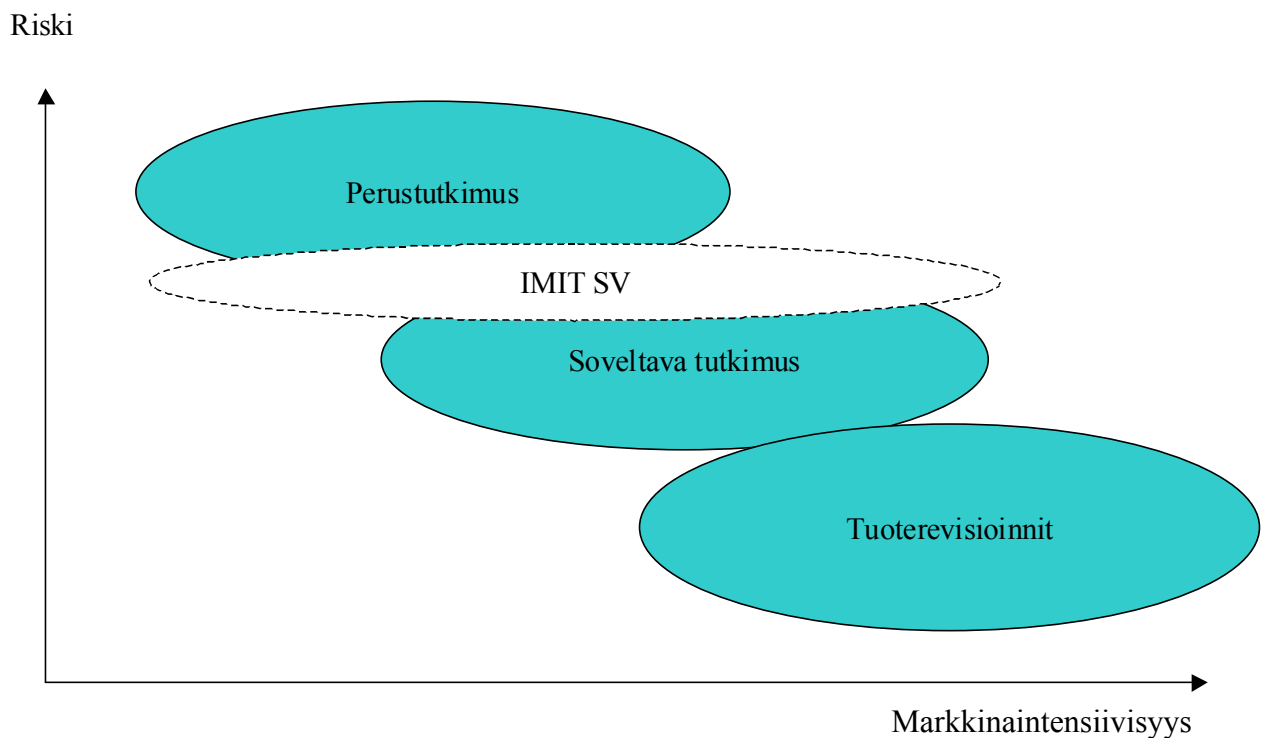 Riski
Perustutkimus
IMIT SV
Soveltava tutkimus
Tuoterevisioinnit
Markkinaintensiivisyys